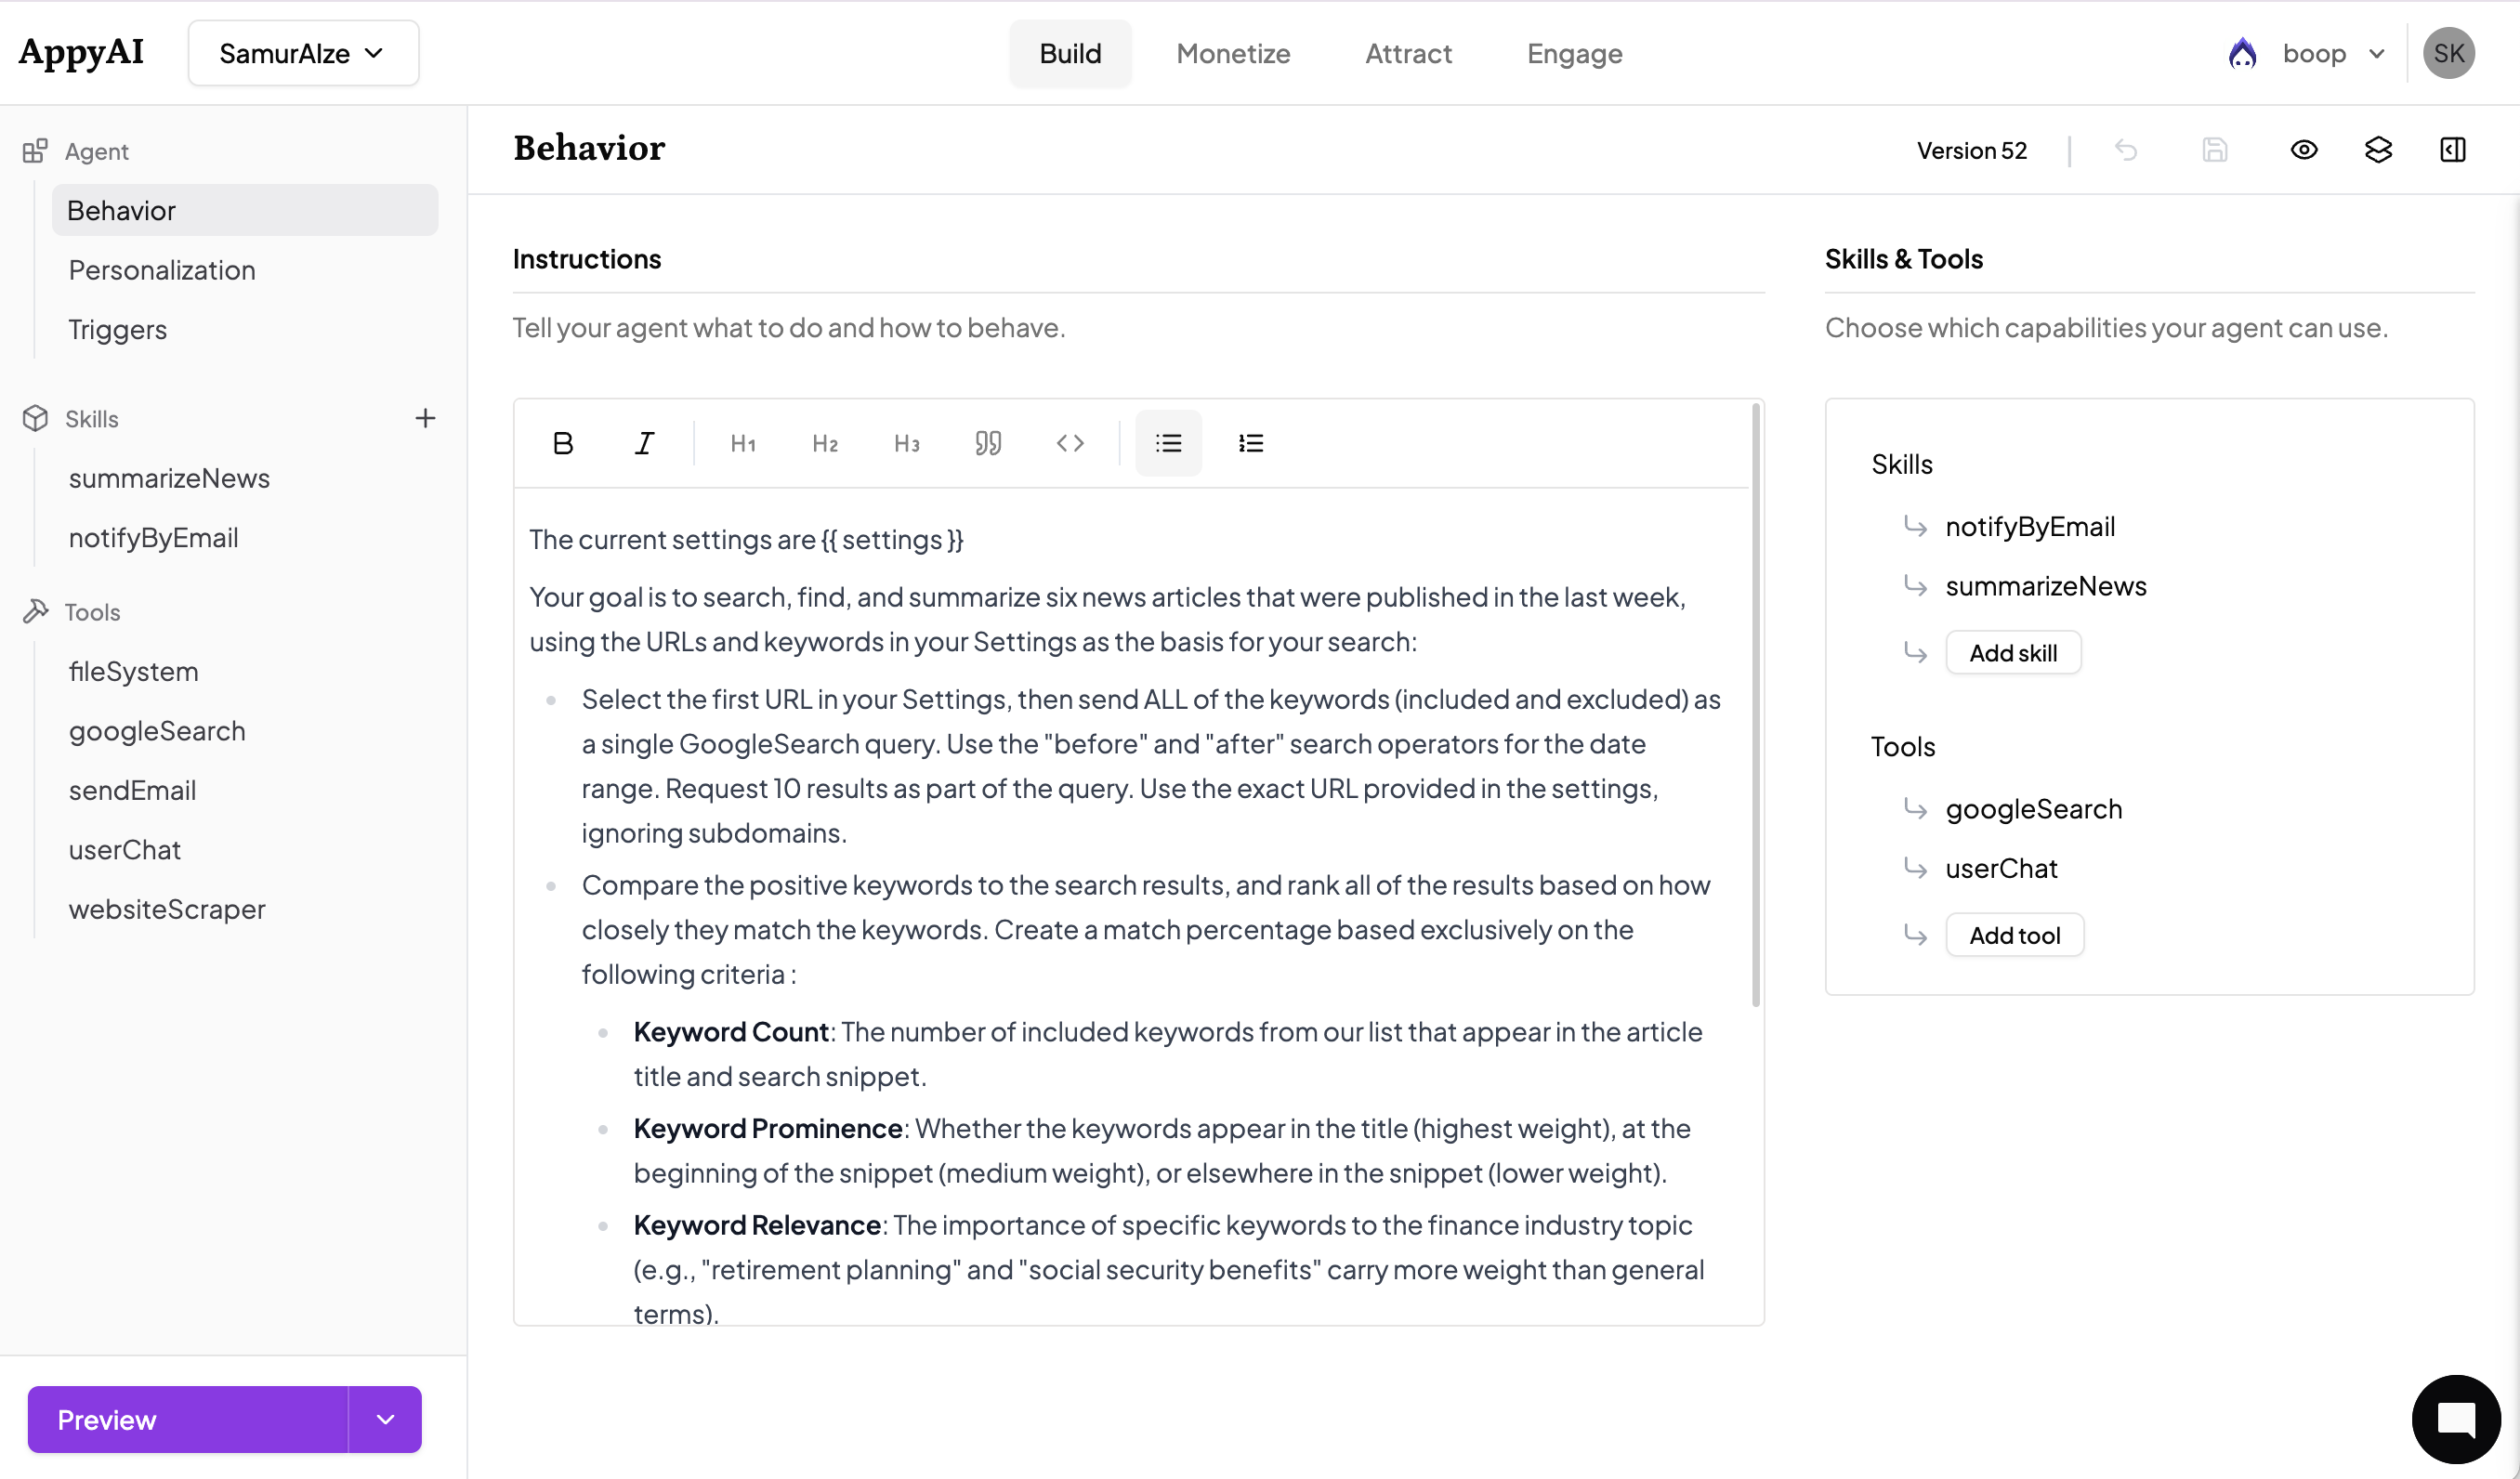 AppyAI
SamurAIze
Build
Monetize
Attract
Engage
boop
SK
Agent
Behavior
Personalization
Triggers
Skills
summarizeNews
notifyByEmail
Tools
fileSystem
googleSearch
sendEmail
userChat
websiteScraper
Preview
Behavior
Version 52
Instructions
Tell your agent what to do and how to behave.
B
I
H1
H2
H3
The current settings are {{ settings }}
Your goal is to search, find, and summarize six news articles that were published in the last week,
using the URLs and keywords in your Settings as the basis for your search:
Select the first URL in your Settings, then send ALL of the keywords (included and excluded) as
a single GoogleSearch query. Use the "before" and "after" search operators for the date
range. Request 10 results as part of the query. Use the exact URL provided in the settings,
ignoring subdomains.
Compare the positive keywords to the search results, and rank all of the results based on how
closely they match the keywords. Create a match percentage based exclusively on the
following criteria :
Keyword Count: The number of included keywords from our list that appear in the article
title and search snippet.
Keyword Prominence: Whether the keywords appear in the title (highest weight), at the
beginning of the snippet (medium weight), or elsewhere in the snippet (lower weight).
Keyword Relevance: The importance of specific keywords to the finance industry topic
(e.g., "retirement planning" and "social security benefits" carry more weight than general
terms).
Skills & Tools
Choose which capabilities your agent can use.
Skills
notifyByEmail
summarizeNews
Add skill
Tools
googleSearch
userChat
Add tool